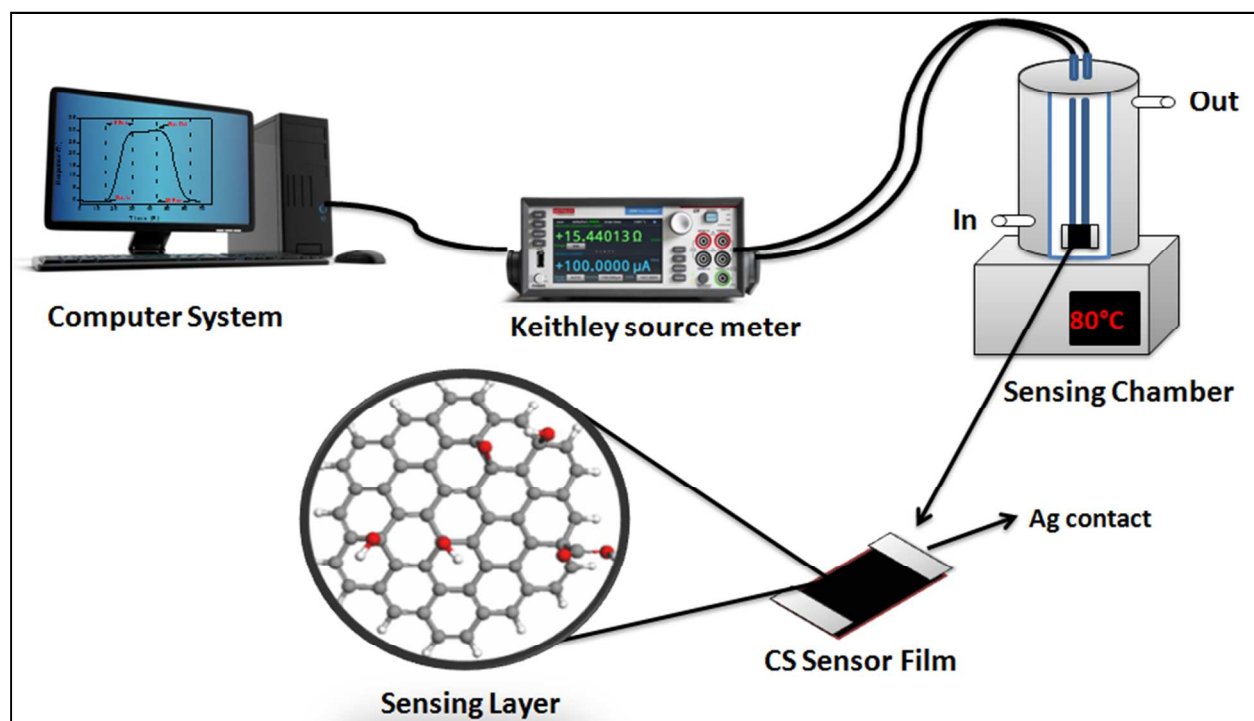 Out
In
+15.44013 Ω
+100.0000 µA
80°C
Computer System
Keithley source meter
Sensing Chamber
Ag contact
CS Sensor Film
Sensing Layer